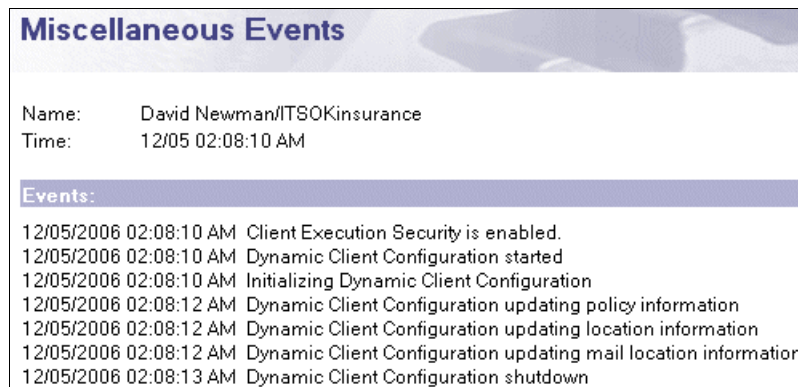 Miscellaneous Events
Name: David Newman/ITSOKinsurance
Time: 12/05 02:08:10 AM
Events:
12/05/2006 02:08:10 AM Client Execution Security is enabled.
12/05/2006 02:08:10 AM Dynamic Client Configuration started
12/05/2006 02:08:10 AM Initializing Dynamic Client Configuration
12/05/2006 02:08:12 AM Dynamic Client Configuration updating policy information
12/05/2006 02:08:12 AM Dynamic Client Configuration updating location information
12/05/2006 02:08:12 AM Dynamic Client Configuration updating mail location information
12/05/2006 02:08:13 AM Dynamic Client Configuration shutdown